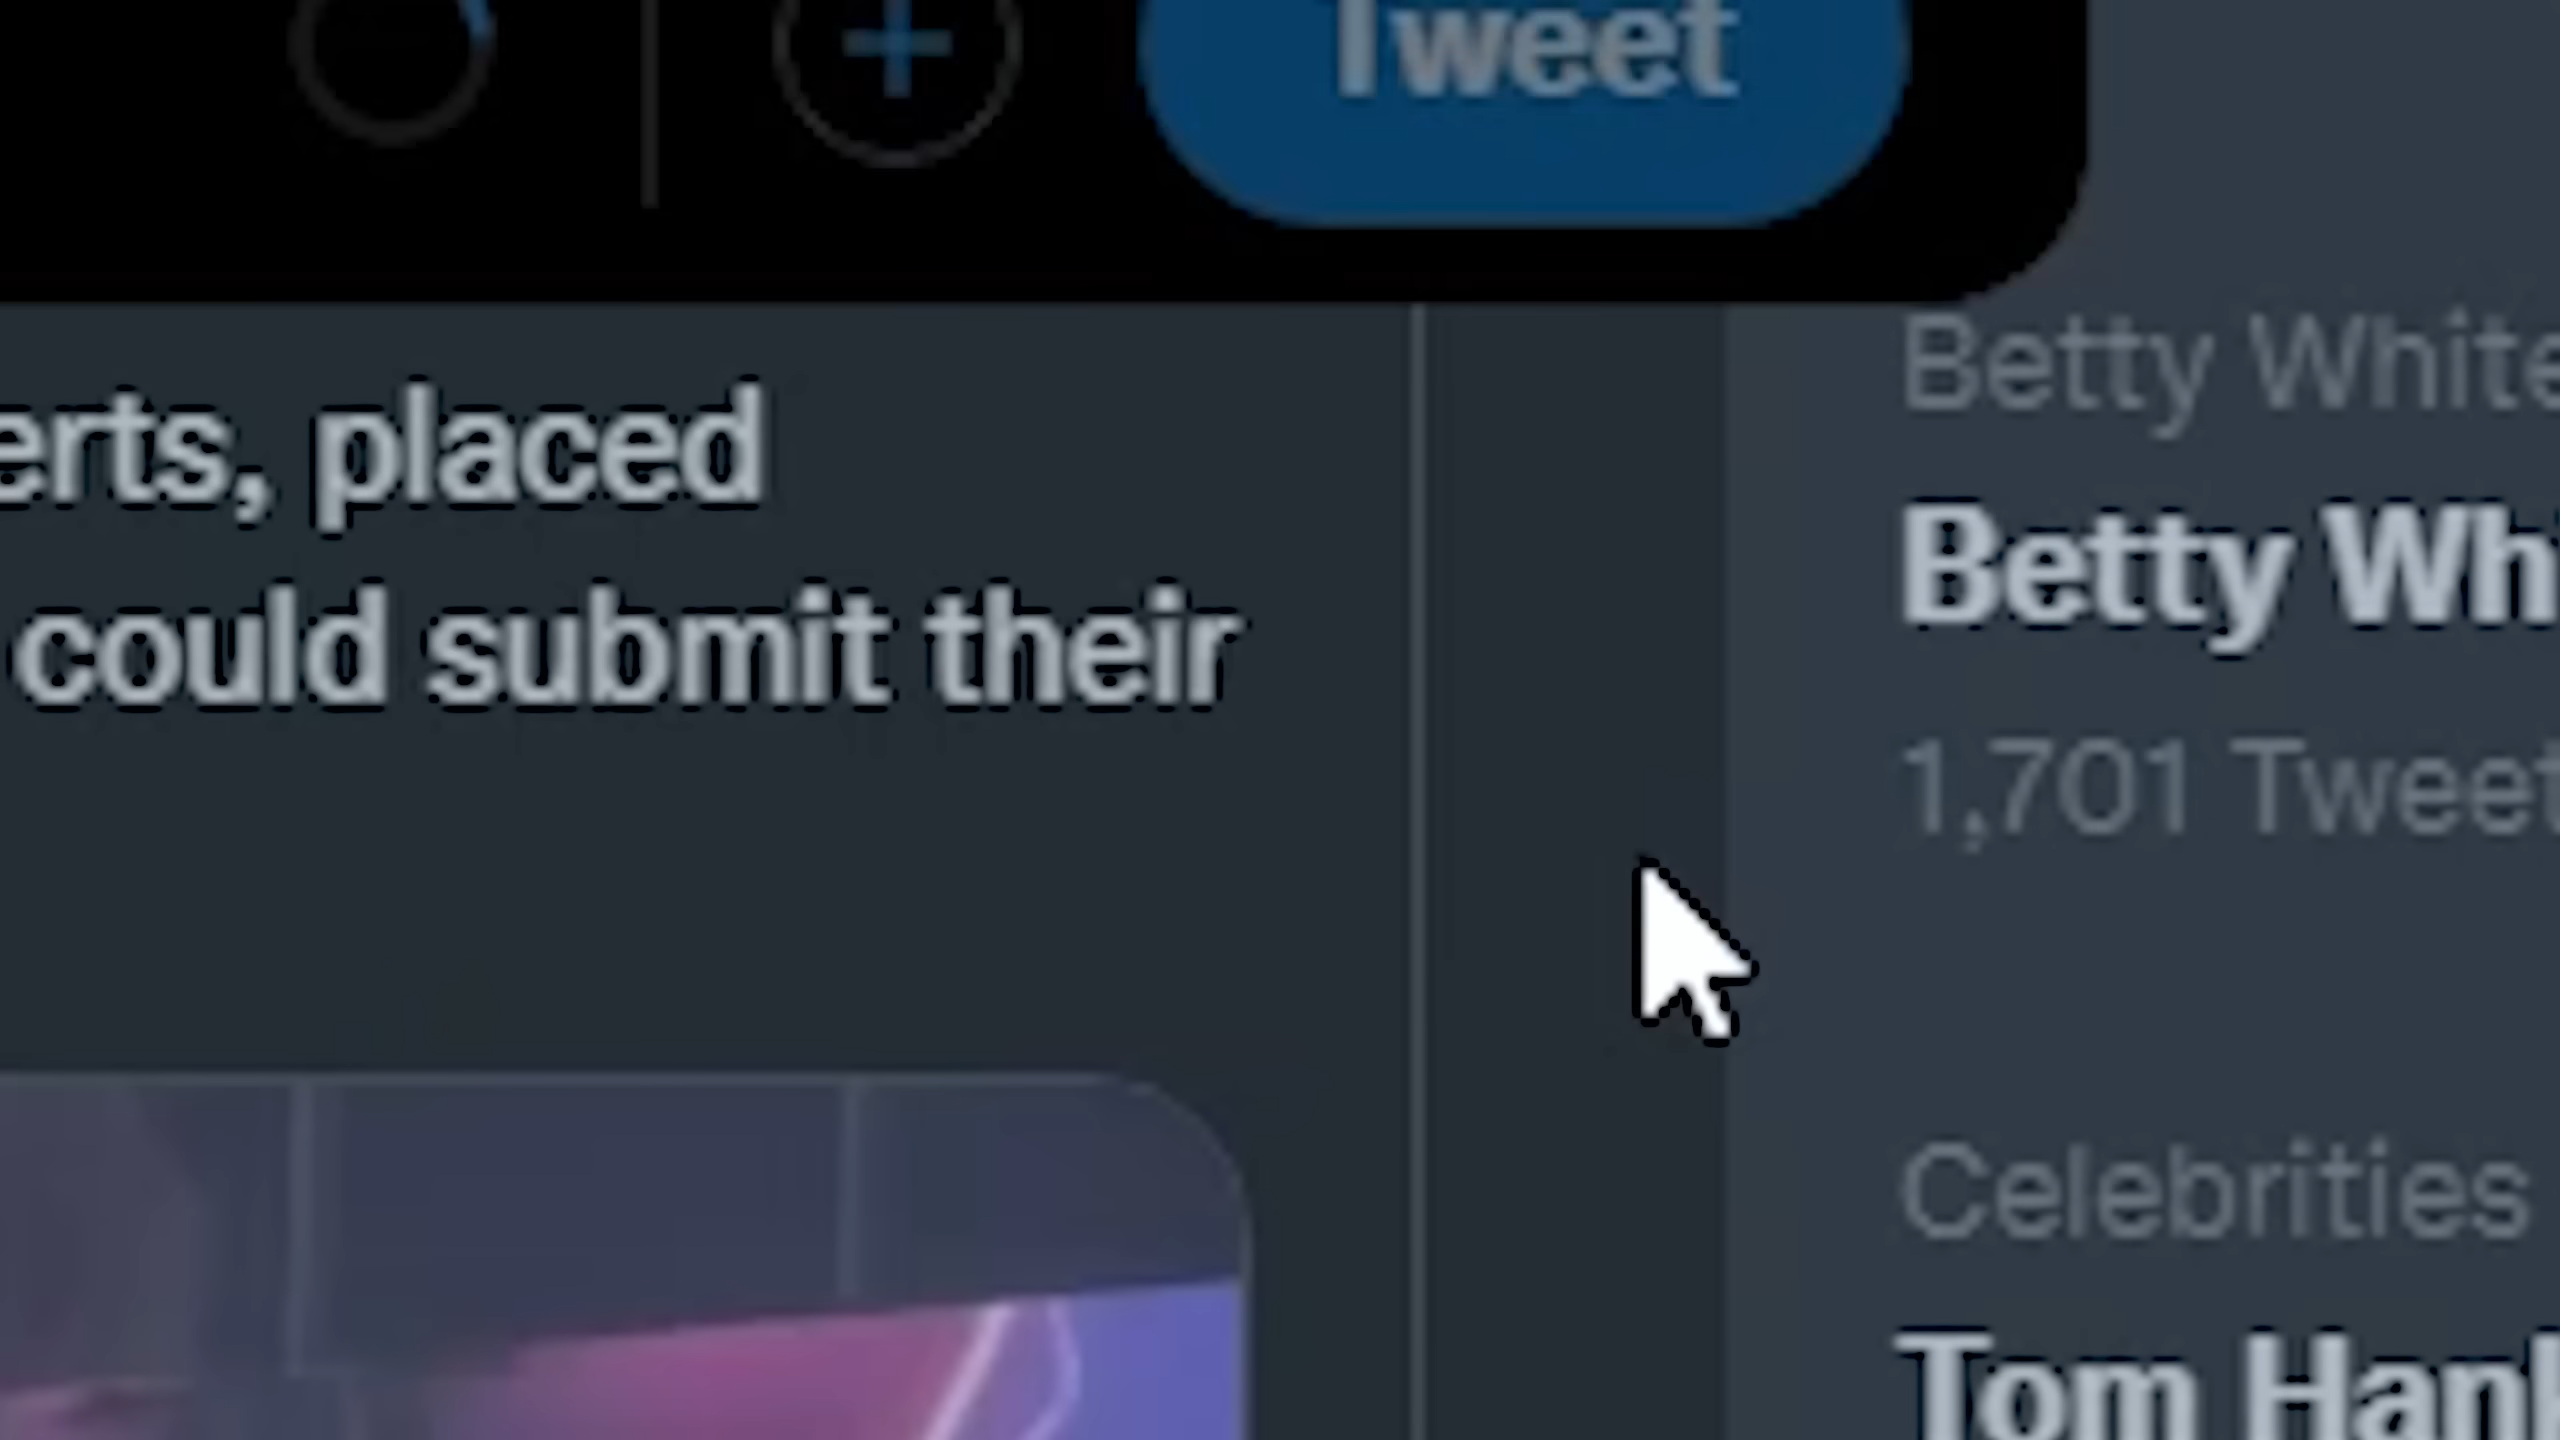 Tweet
erts, placed
could submit their
Betty White
Betty Wh
1,701 Tweet
Celebrities
Tom Hank